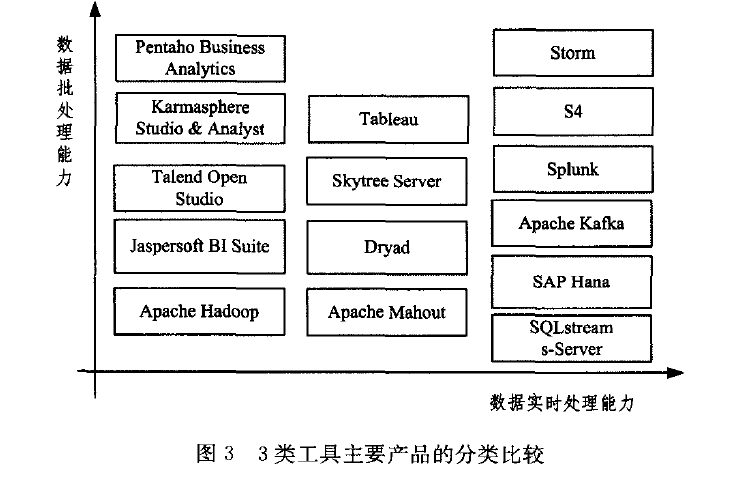 数据批处理能力
Pentaho Business
Analytics
Karmasphere
Studio & Analyst
Talend Open
Studio
Jaspersoft BI Suite
Apache Hadoop
Tableau
Skytree Server
Dryad
Apache Mahout
Storm
S4
Splunk
Apache Kafka
SAP Hana
SQLstream
s-Server
数据实时处理能力
图 3 3 类工具主要产品的分类比较